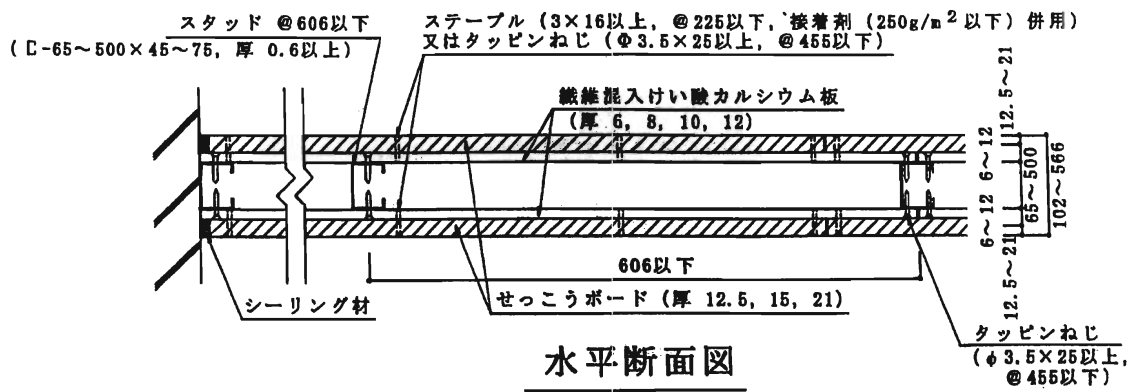 スタッド @606以下
(C-65～500×45～75, 厚 0.6以上)
ステープル (3×16以上, @225以下, 接着剤 (250g/m²以下) 併用)
又はタッピンねじ (Φ3.5×25以上, @455以下)
繊維混入けい酸カルシウム板
(厚 6, 8, 10, 12)
12.5～21
6～12
65～500
102～566
6～12
12.5～21
606以下
せっこうボード (厚 12.5, 15, 21)
シーリング材
タッピンねじ
(φ3.5×25以上,
@455以下)
水平断面図